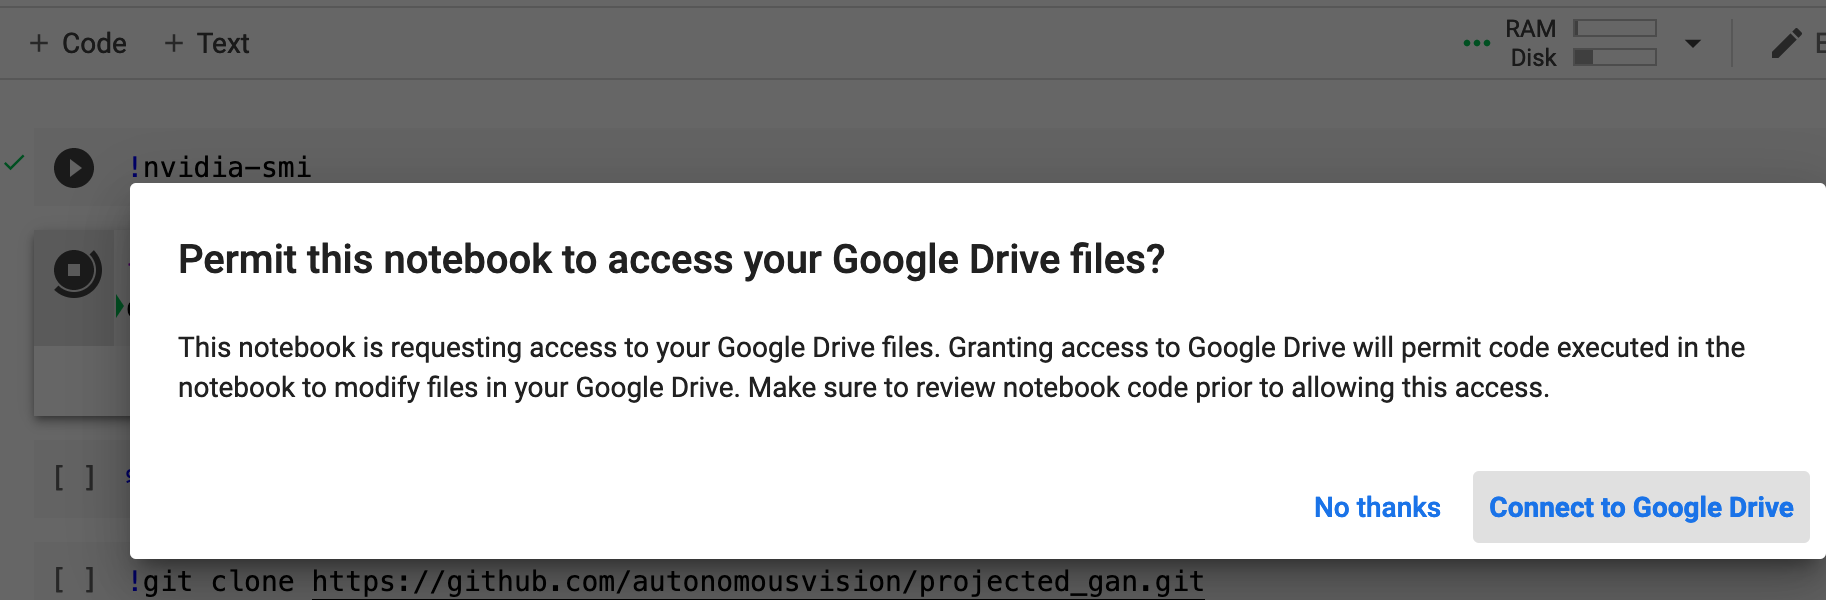 + Code + Text
RAM
Disk
!nvidia-smi
Permit this notebook to access your Google Drive files?
This notebook is requesting access to your Google Drive files. Granting access to Google Drive will permit code executed in the
notebook to modify files in your Google Drive. Make sure to review notebook code prior to allowing this access.
[ ]
No thanks Connect to Google Drive
[ ] !git clone https://github.com/autonomousvision/projected_gan.git